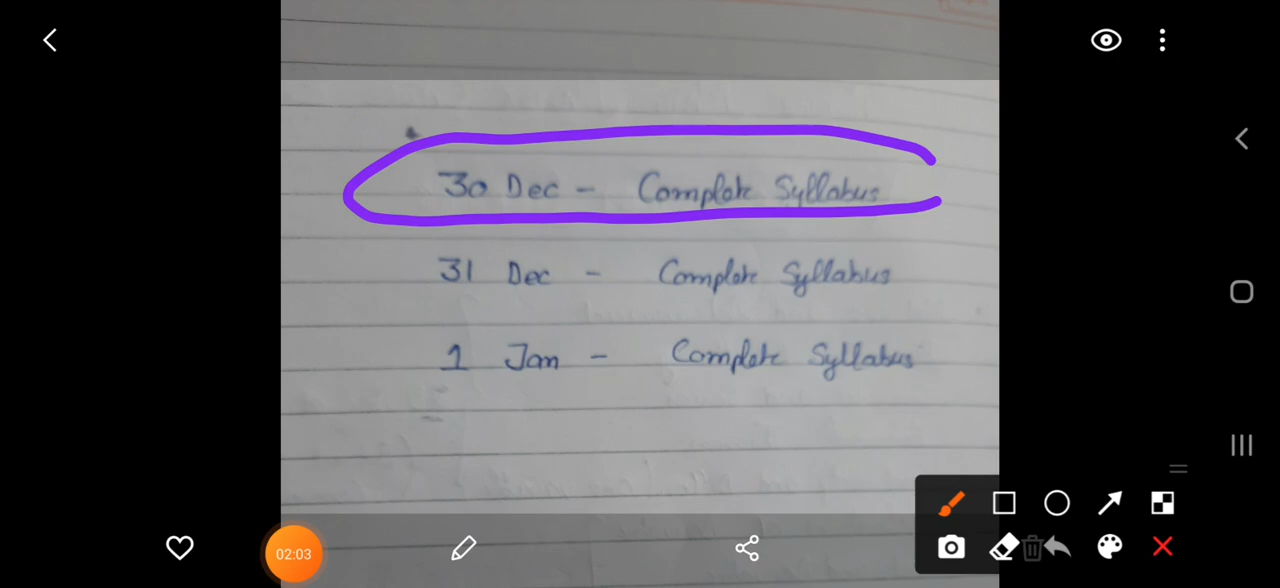 30 Dec - Complete Syllabus
31 Dec - Complete Syllabus
1 Jan - Complete Syllabus
02:03